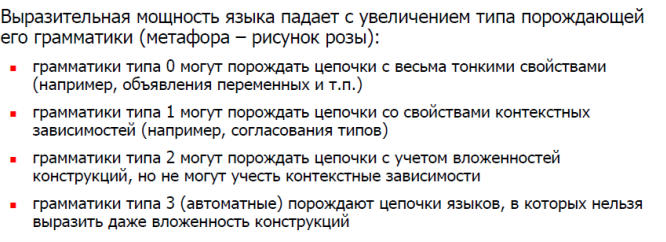 Выразительная мощность языка падает с увеличением типа порождающей
его грамматики (метафора – рисунок розы):
грамматики типа 0 могут порождать цепочки с весьма тонкими свойствами
(например, объявления переменных и т.п.)
грамматики типа 1 могут порождать цепочки со свойствами контекстных
зависимостей (например, согласования типов)
грамматики типа 2 могут порождать цепочки с учетом вложенностей
конструкций, но не могут учесть контекстные зависимости
грамматики типа 3 (автоматные) порождают цепочки языков, в которых нельзя
выразить даже вложенность конструкций